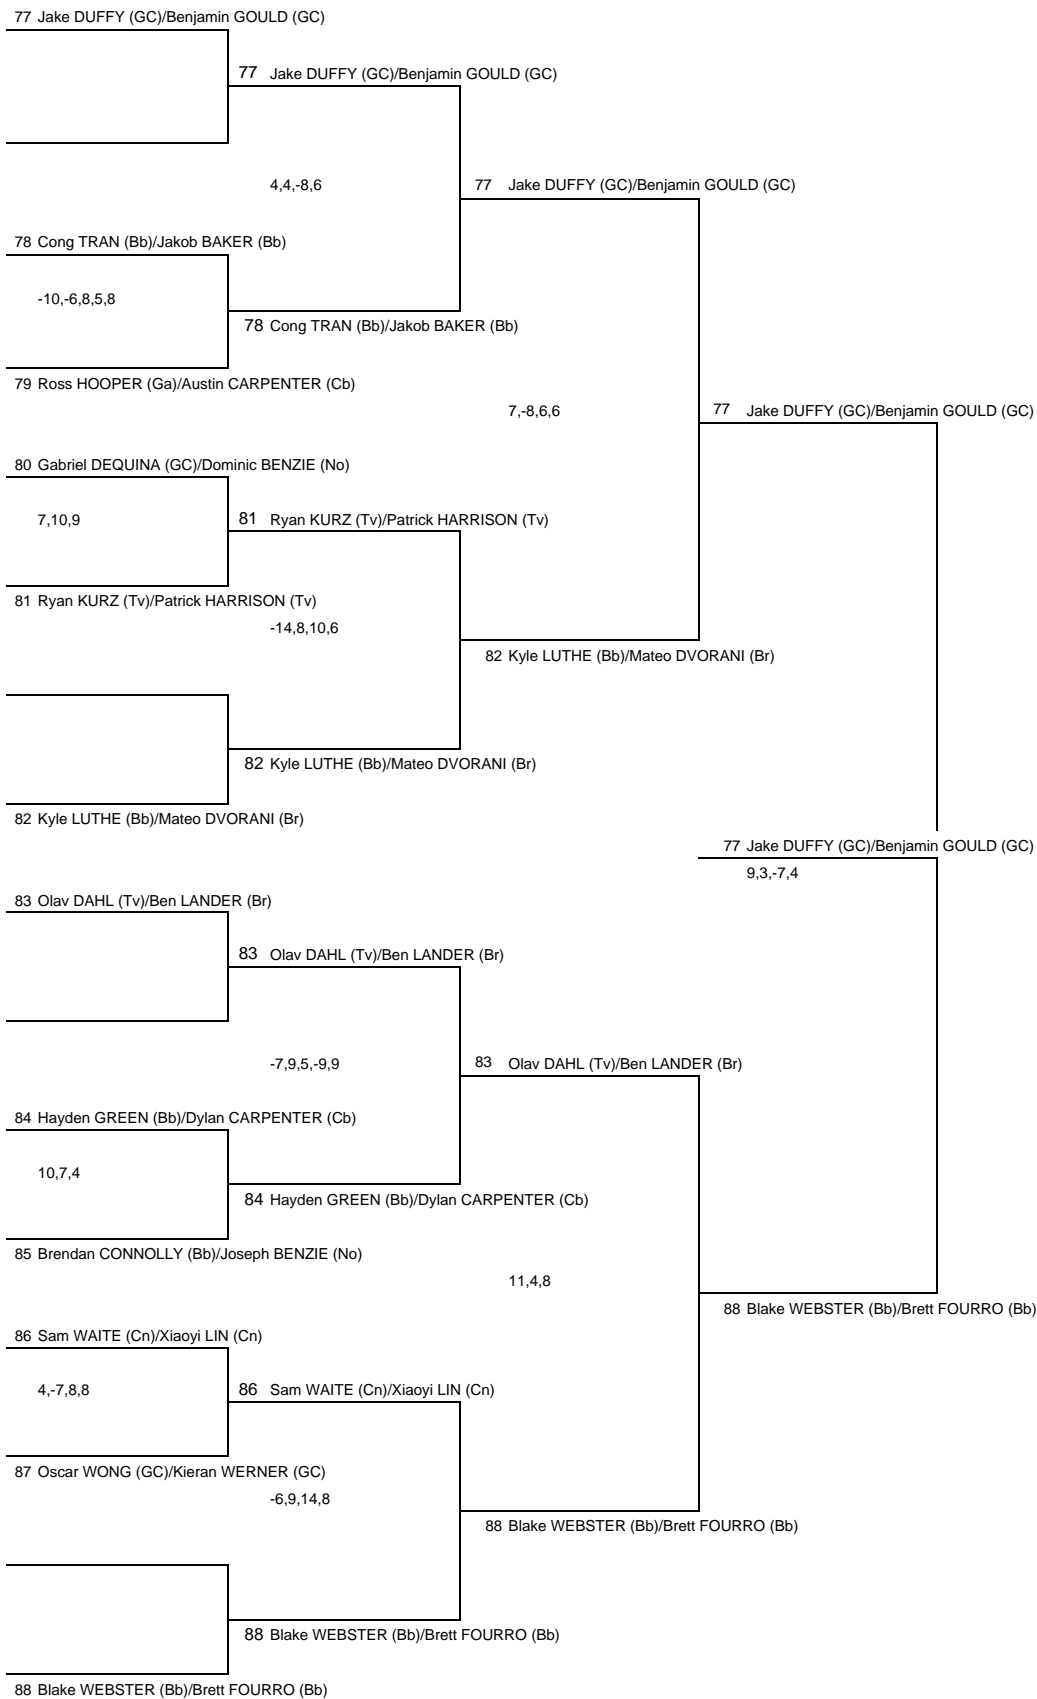 77 Jake DUFFY (GC)/Benjamin GOULD (GC)
77 Jake DUFFY (GC)/Benjamin GOULD (GC)
4,4,-8,6
77 Jake DUFFY (GC)/Benjamin GOULD (GC)
78 Cong TRAN (Bb)/Jakob BAKER (Bb)
-10,-6,8,5,8
78 Cong TRAN (Bb)/Jakob BAKER (Bb)
79 Ross HOOPER (Ga)/Austin CARPENTER (Cb)
7,-8,6,6
77 Jake DUFFY (GC)/Benjamin GOULD (GC)
80 Gabriel DEQUINA (GC)/Dominic BENZIE (No)
7,10,9
81 Ryan KURZ (Tv)/Patrick HARRISON (Tv)
81 Ryan KURZ (Tv)/Patrick HARRISON (Tv)
-14,8,10,6
82 Kyle LUTHE (Bb)/Mateo DVORANI (Br)
82 Kyle LUTHE (Bb)/Mateo DVORANI (Br)
82 Kyle LUTHE (Bb)/Mateo DVORANI (Br)
77 Jake DUFFY (GC)/Benjamin GOULD (GC)
9,3,-7,4
83 Olav DAHL (Tv)/Ben LANDER (Br)
83 Olav DAHL (Tv)/Ben LANDER (Br)
-7,9,5,-9,9
83 Olav DAHL (Tv)/Ben LANDER (Br)
84 Hayden GREEN (Bb)/Dylan CARPENTER (Cb)
10,7,4
84 Hayden GREEN (Bb)/Dylan CARPENTER (Cb)
85 Brendan CONNOLLY (Bb)/Joseph BENZIE (No)
11,4,8
88 Blake WEBSTER (Bb)/Brett FOURRO (Bb)
86 Sam WAITE (Cn)/Xiaoyi LIN (Cn)
4,-7,8,8
86 Sam WAITE (Cn)/Xiaoyi LIN (Cn)
87 Oscar WONG (GC)/Kieran WERNER (GC)
-6,9,14,8
88 Blake WEBSTER (Bb)/Brett FOURRO (Bb)
88 Blake WEBSTER (Bb)/Brett FOURRO (Bb)
88 Blake WEBSTER (Bb)/Brett FOURRO (Bb)